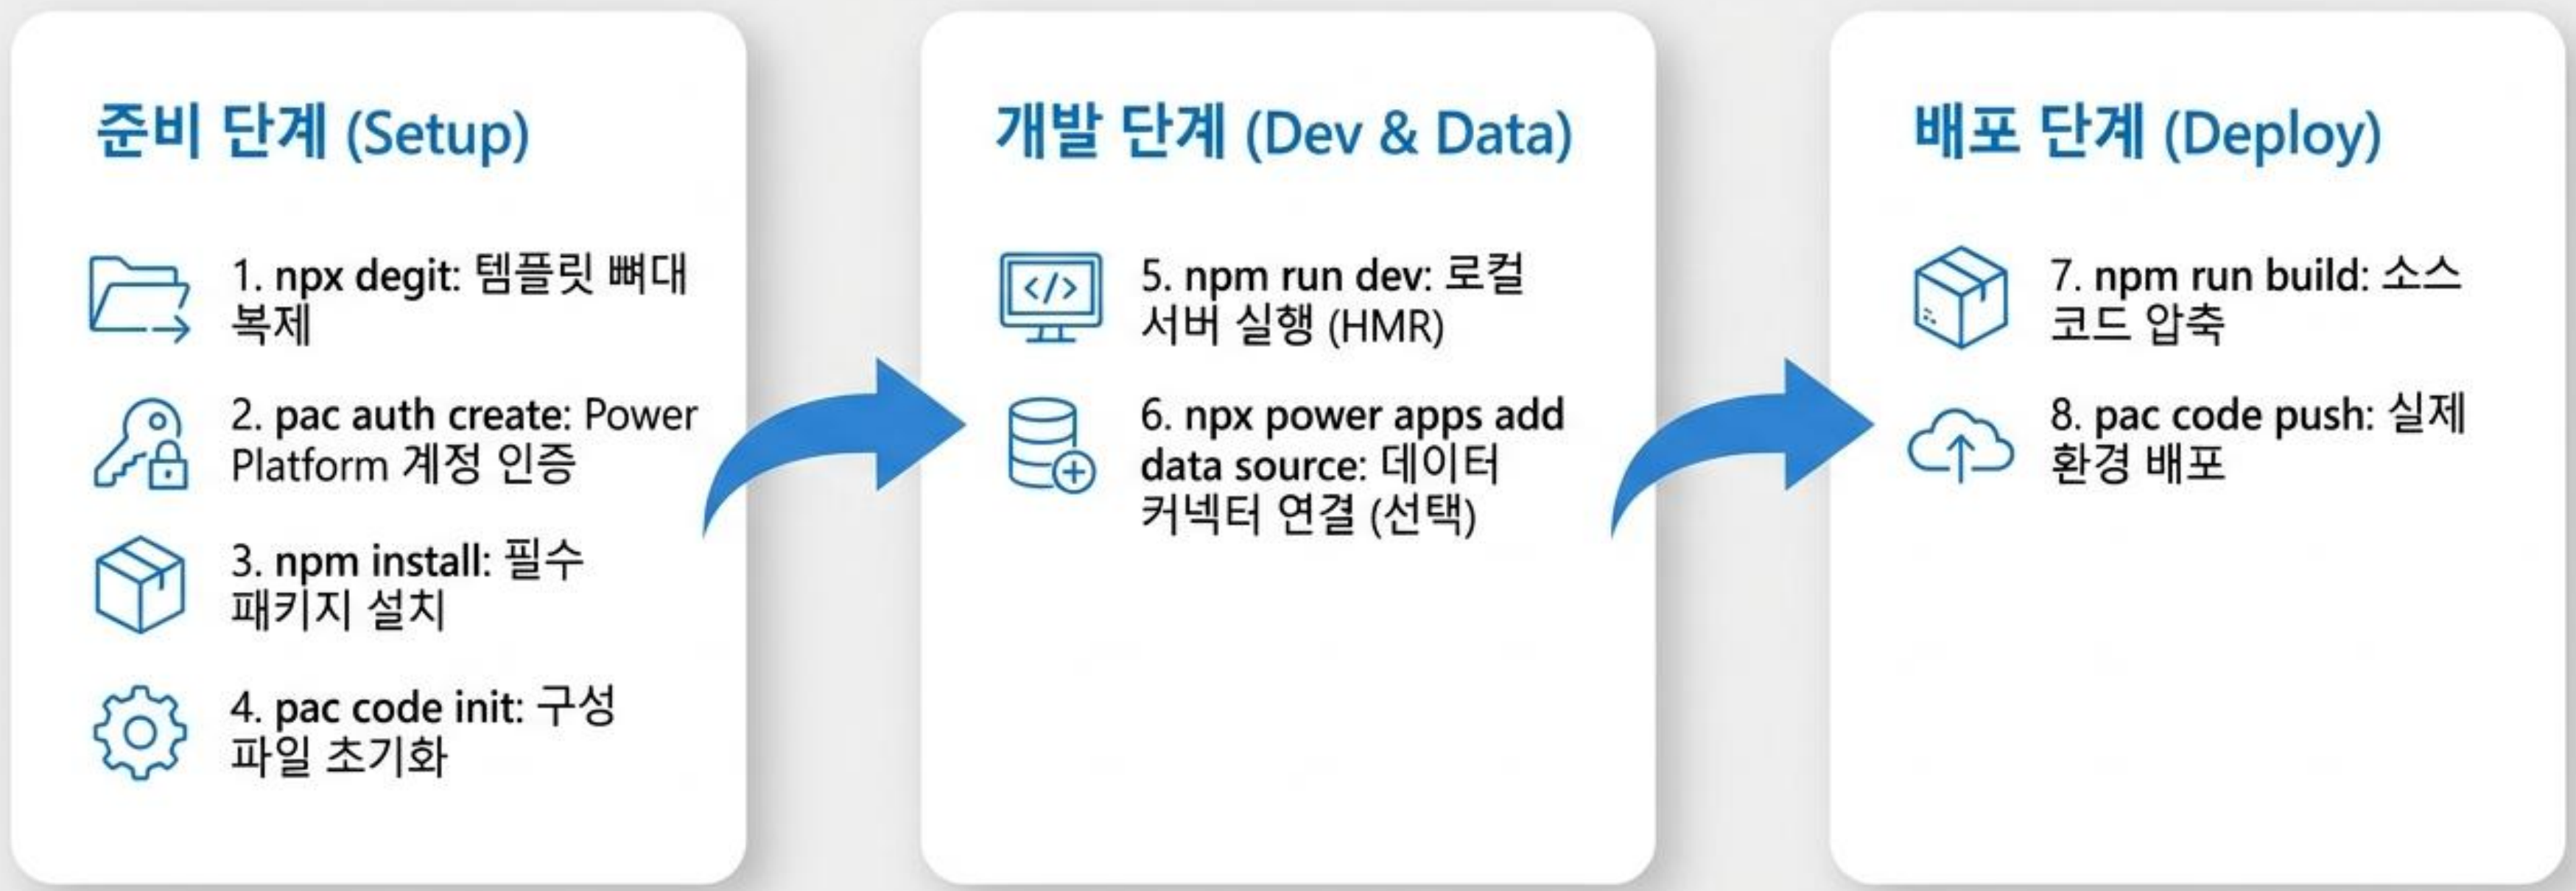 준비 단계 (Setup)
1. npx degit: 템플릿 뼈대
복제
2. pac auth create: Power
Platform 계정 인증
3. npm install: 필수
패키지 설치
4. pac code init: 구성
파일 초기화
개발 단계 (Dev & Data)
</>
5. npm run dev: 로컬
서버 실행 (HMR)
6. npx power apps add
data source: 데이터
커넥터 연결 (선택)
배포 단계 (Deploy)
7. npm run build: 소스
코드 압축
8. pac code push: 실제
환경 배포